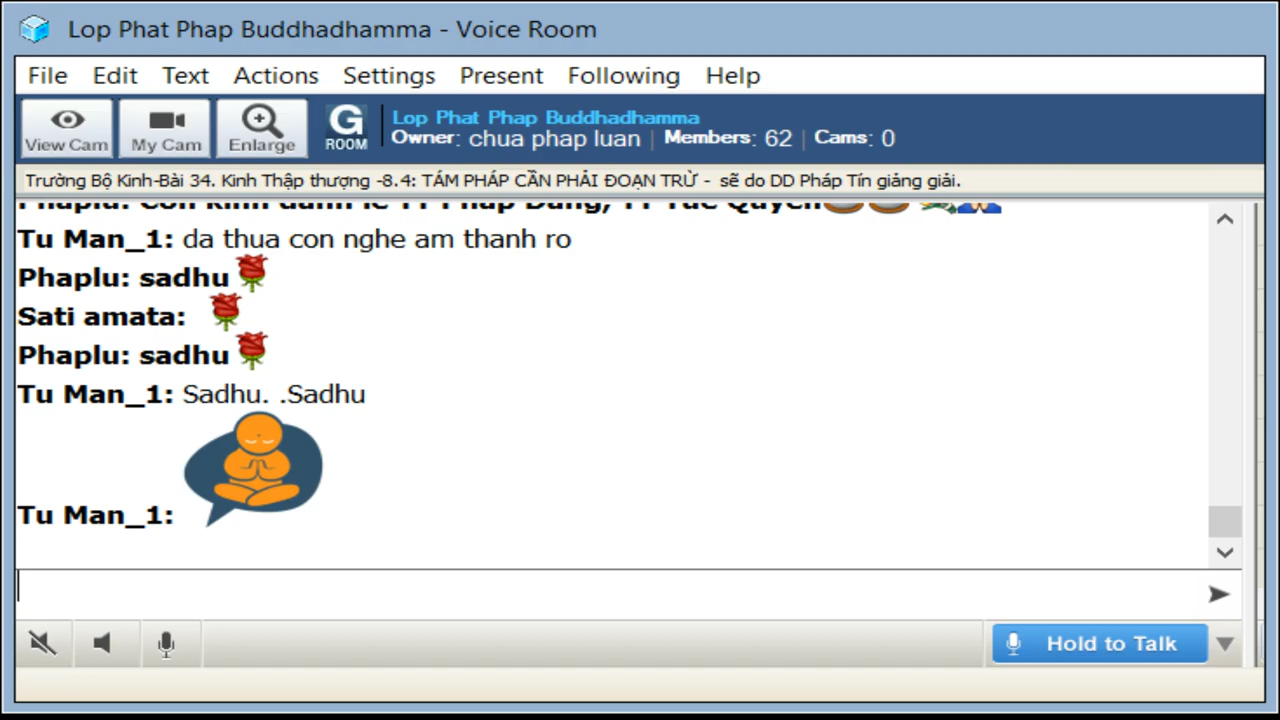 Lop Phat Phap Buddhadhamma - Voice Room
File Edit Text Actions Settings Present Following Help
View Cam My Cam Enlarge G ROOM
Lop Phat Phap Buddhadhamma
Owner: chua phap luan | Members: 62 | Cams: 0
Trường Bộ Kinh-Bài 34. Kinh Thập thượng -8.4: TÁM PHÁP CẦN PHẢI ĐOẠN TRỪ - sẽ do DD Pháp Tín giảng giải.
Tu Man_1: da thua con nghe am thanh ro
Phaplu: sadhu
Sati amata:
Phaplu: sadhu
Tu Man_1: Sadhu. .Sadhu
Tu Man_1:
Hold to Talk